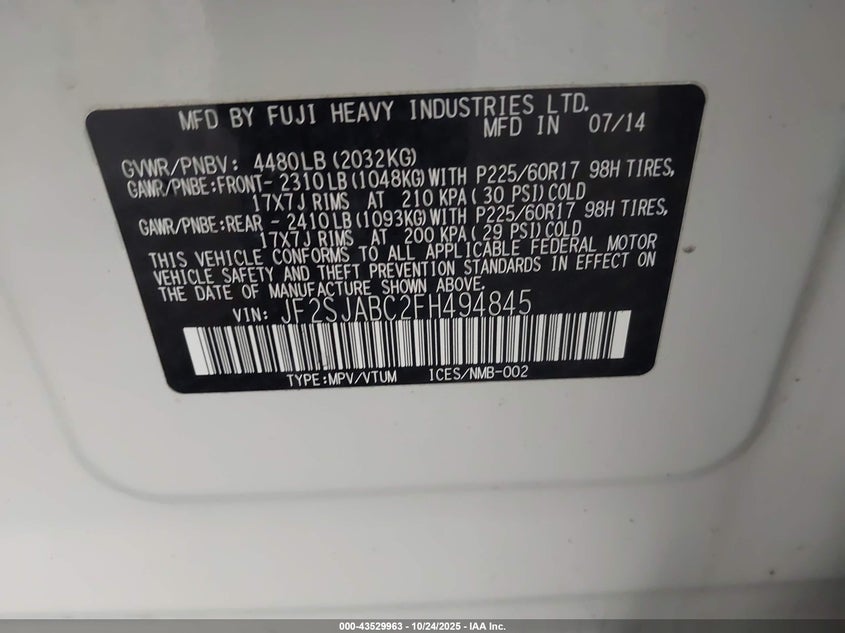 MFD BY FUJI HEAVY INDUSTRIES LTD.
MFD IN 07/14
GVWR/PNBV: 4480LB (2032KG)
GAWR/PNBE:FRONT- 2310LB (1048KG) WITH P225/60R17 98H TIRES,
17X7J RIMS AT 210 KPA( 30 PSI) COLD
GAWR/PNBE:REAR - 2410LB (1093KG) WITH P225/60R17 98H TIRES,
17X7J RIMS AT 200 KPA( 29 PSI) COLD
THIS VEHICLE CONFORMS TO ALL APPLICABLE FEDERAL MOTOR
VEHICLE SAFETY AND THEFT PREVENTION STANDARDS IN EFFECT ON
THE DATE OF MANUFACTURE SHOWN ABOVE.
VIN: JF2SJABC2FH494845
TYPE:MPV/VTUM ICES/NMB-002
000-43529963 - 10/24/2025 - IAA Inc.